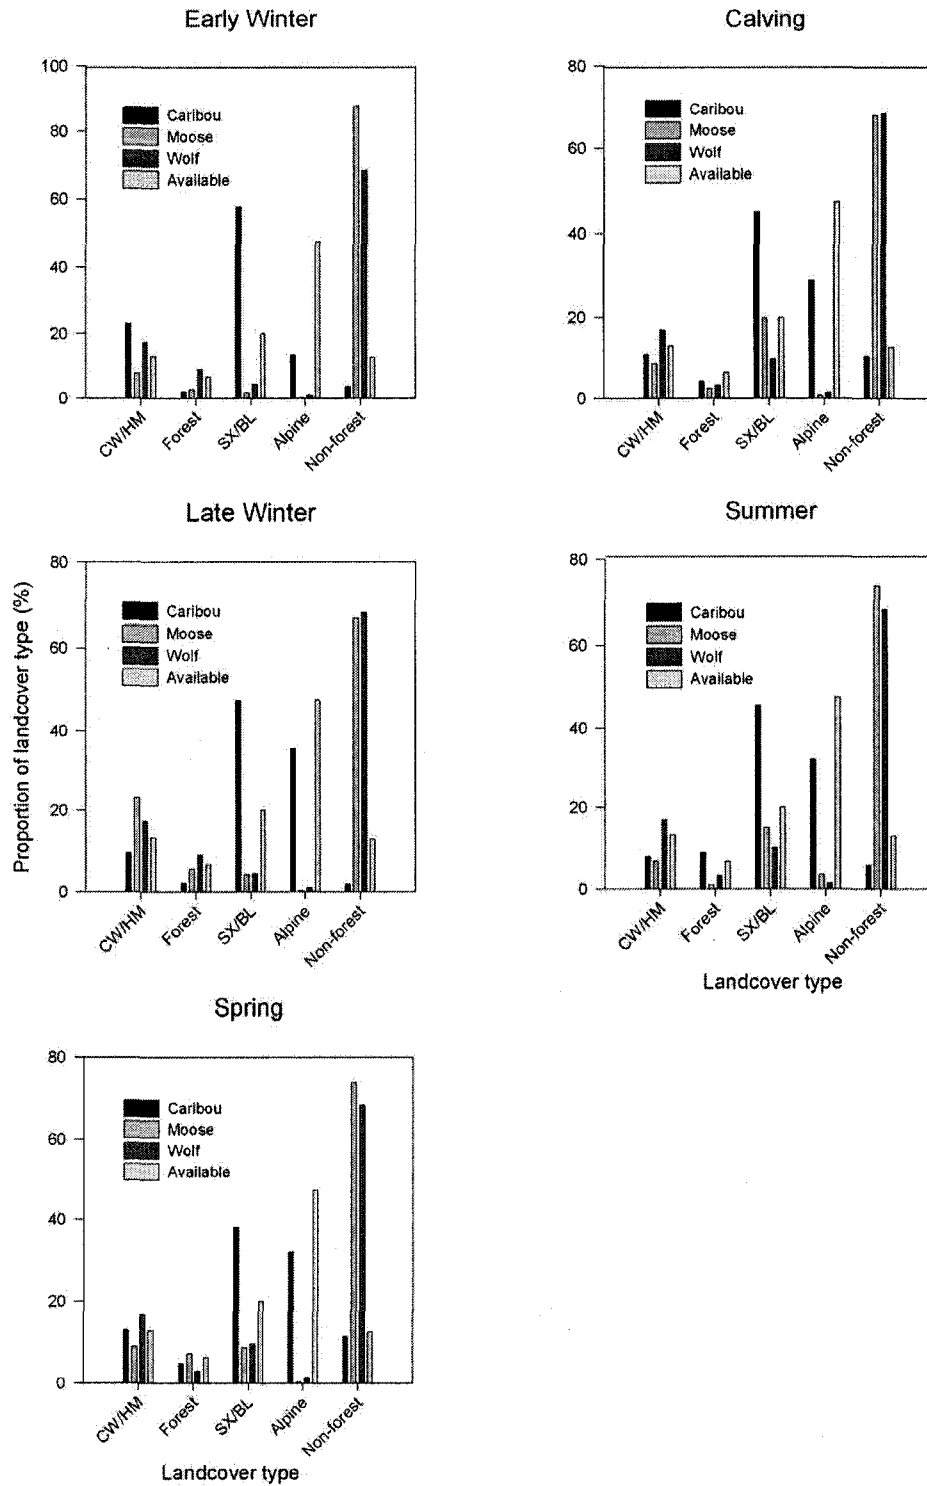 Early Winter
100
80
60
40
20
0
Caribou
Moose
Wolf
Available
CW/HM
Forest
SX/BL
Alpine
Non-forest
Calving
80
60
40
20
0
Caribou
Moose
Wolf
Available
CW/HM
Forest
SX/BL
Alpine
Non-forest
Proportion of landcover type (%)
Late Winter
80
60
40
20
0
Caribou
Moose
Wolf
Available
CW/HM
Forest
SX/BL
Alpine
Non-forest
Summer
80
60
40
20
0
Caribou
Moose
Wolf
Available
CW/HM
Forest
SX/BL
Alpine
Non-forest
Landcover type
Spring
80
60
40
20
0
Caribou
Moose
Wolf
Available
CW/HM
Forest
SX/BL
Alpine
Non-forest
Landcover type